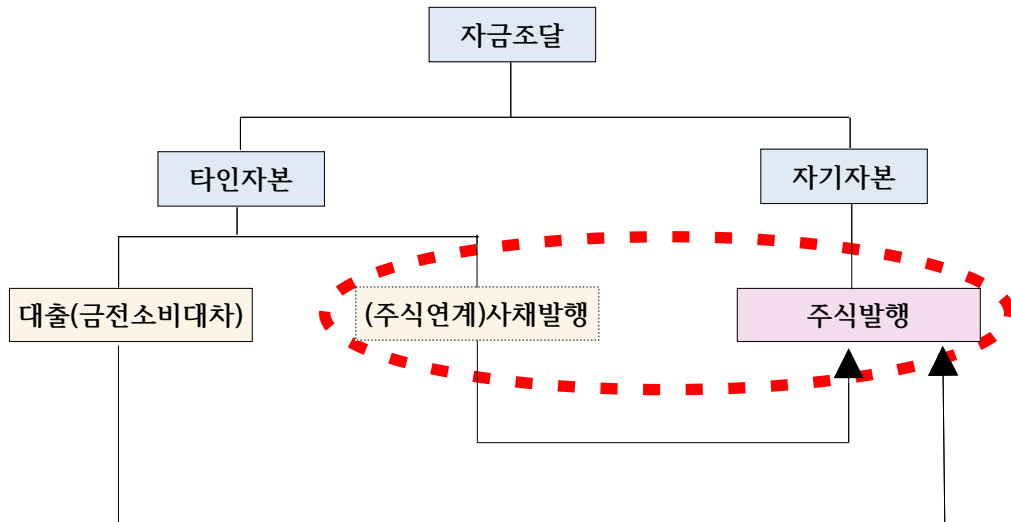 자금조달
타인자본
자기자본
대출(금전소비대차)
(주식연계)사채발행
주식발행